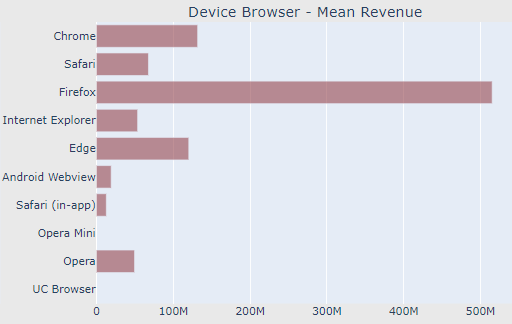 Device Browser - Mean Revenue
Chrome
Safari
Firefox
Internet Explorer
Edge
Android Webview
Safari (in-app)
Opera Mini
Opera
UC Browser
0 100M 200M 300M 400M 500M